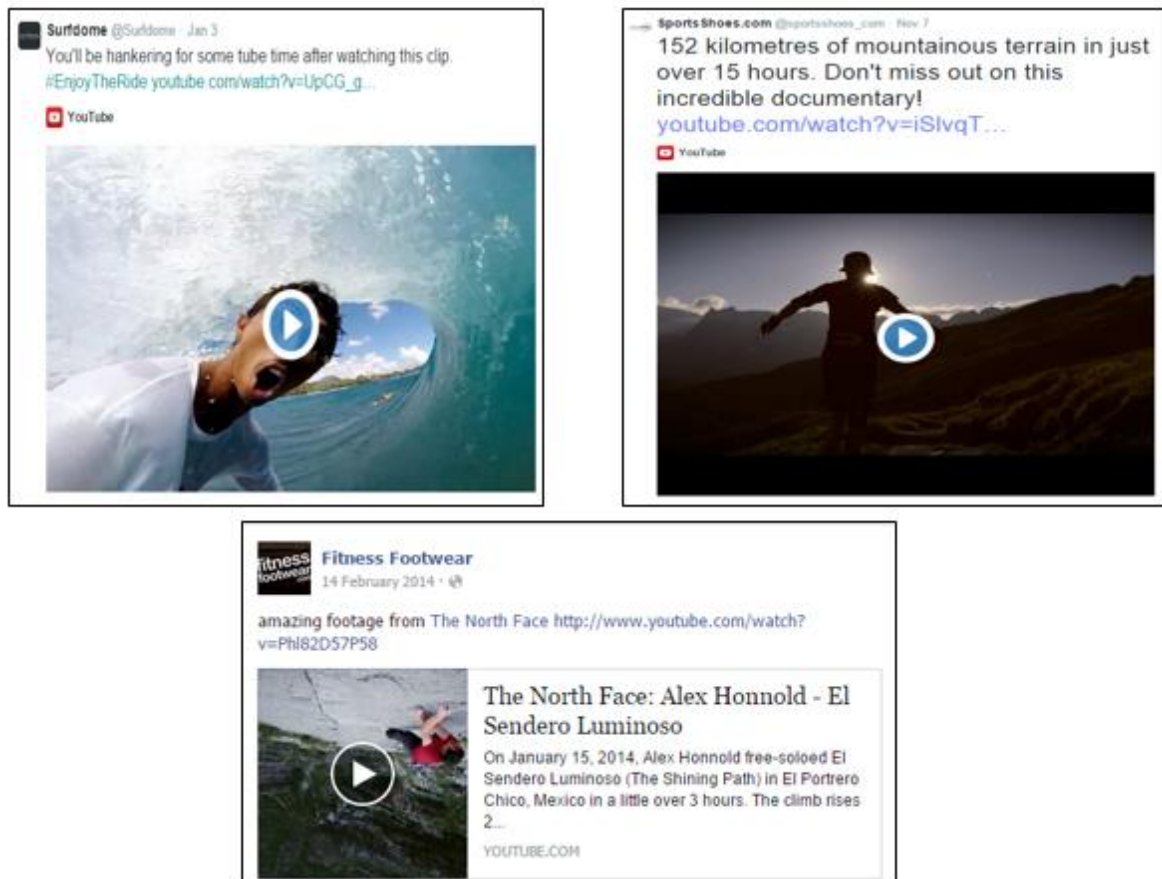 Surfdome @Surfdome · Jan 3
You'll be hankering for some tube time after watching this clip.
#EnjoyTheRide youtube com/watch?v=UpCG_g...
YouTube
SportsShoes.com @sportsshoes_com · Nov 7
152 kilometres of mountainous terrain in just
over 15 hours. Don't miss out on this
incredible documentary!
youtube.com/watch?v=iSlvqT...
YouTube
fitness
footwear
Fitness Footwear
14 February 2014 ·
amazing footage from The North Face http://www.youtube.com/watch?
v=Phl82D57P58
The North Face: Alex Honnold - El
Sendero Luminoso
On January 15, 2014, Alex Honnold free-soloed El
Sendero Luminoso (The Shining Path) in El Portrero
Chico, Mexico in a little over 3 hours. The climb rises
2...
YOUTUBE.COM